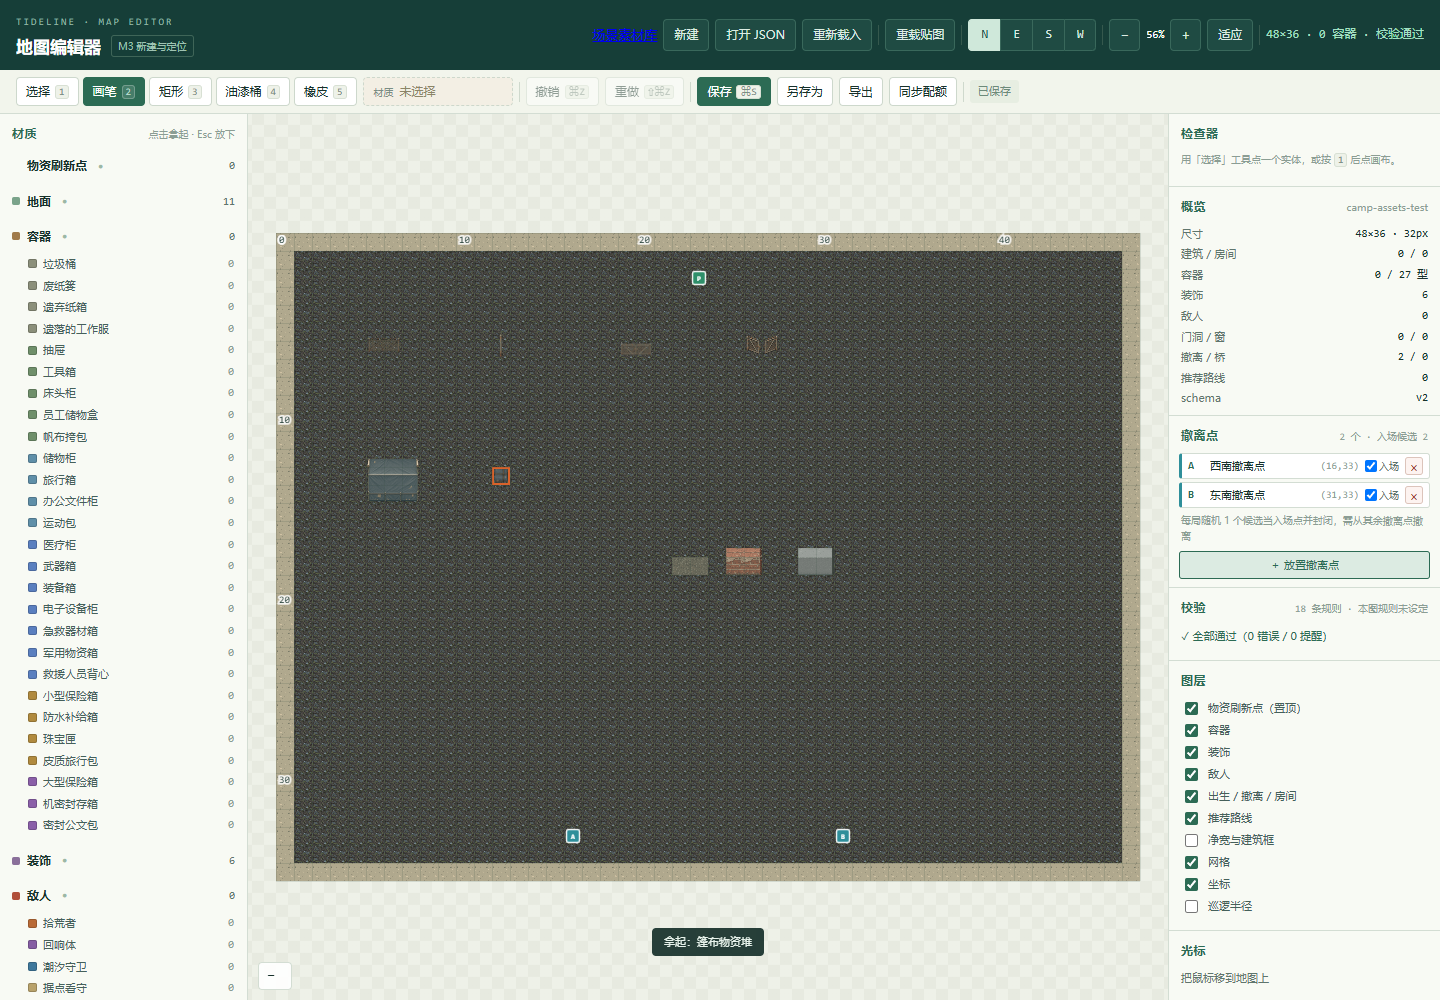 TIDELINE · MAP EDITOR
地图编辑器
M3 新建与定位
场景素材库
新建
打开 JSON
重新载入
重载贴图
N
E
S
W
−
56%
+
适应
48×36 · 0 容器 · 校验通过
选择 1
画笔 2
矩形 3
油漆桶 4
橡皮 5
材质 未选择
撤销 ⌘Z
重做 ⇧⌘Z
保存 ⌘S
另存为
导出
同步配额
已保存
材质
点击拿起 · Esc 放下
物资刷新点 0
地面 11
容器 0
垃圾桶 0
废纸篓 0
遗弃纸箱 0
遗落的工作服 0
抽屉 0
工具箱 0
床头柜 0
员工储物盒 0
帆布挎包 0
储物柜 0
旅行箱 0
办公文件柜 0
运动包 0
医疗柜 0
武器箱 0
装备箱 0
电子设备柜 0
急救器材箱 0
军用物资箱 0
救援人员背心 0
小型保险箱 0
防水补给箱 0
珠宝匣 0
皮质旅行包 0
大型保险箱 0
机密封存箱 0
密封公文包 0
装饰 6
敌人 0
拾荒者 0
回响体 0
潮汐守卫 0
据点看守 0
0
10
20
30
40
10
20
30
P
A
B
拿起：篷布物资堆
−
检查器
用「选择」工具点一个实体，或按 1 后点画布。
概览
camp-assets-test
尺寸 48×36 · 32px
建筑 / 房间 0 / 0
容器 0 / 27 型
装饰 6
敌人 0
门洞 / 窗 0 / 0
撤离 / 桥 2 / 0
推荐路线 0
schema v2
撤离点
2 个 · 入场候选 2
A 西南撤离点 (16,33) 入场 x
B 东南撤离点 (31,33) 入场 x
每局随机 1 个候选当入场点并封闭，需从其余撤离点撤
离
+ 放置撤离点
校验
18 条规则 · 本图规则未设定
✓ 全部通过（0 错误 / 0 提醒）
图层
物资刷新点（置顶）
容器
装饰
敌人
出生 / 撤离 / 房间
推荐路线
净宽与建筑框
网格
坐标
巡逻半径
光标
把鼠标移到地图上